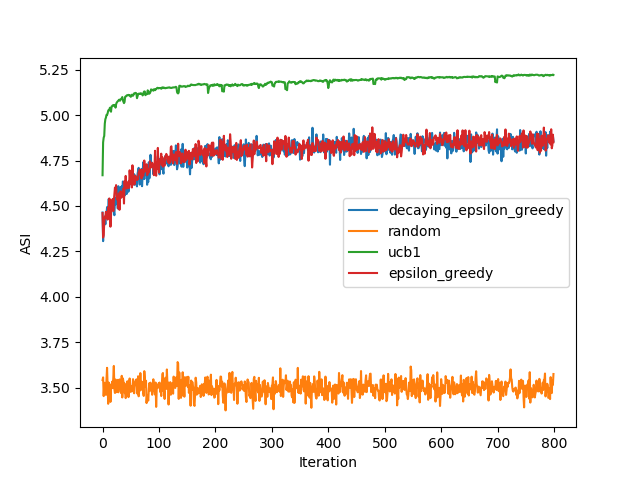 5.25
5.00
4.75
4.50
4.25
4.00
3.75
3.50
ASI
decaying_epsilon_greedy
random
ucb1
epsilon_greedy
0 100 200 300 400 500 600 700 800
Iteration